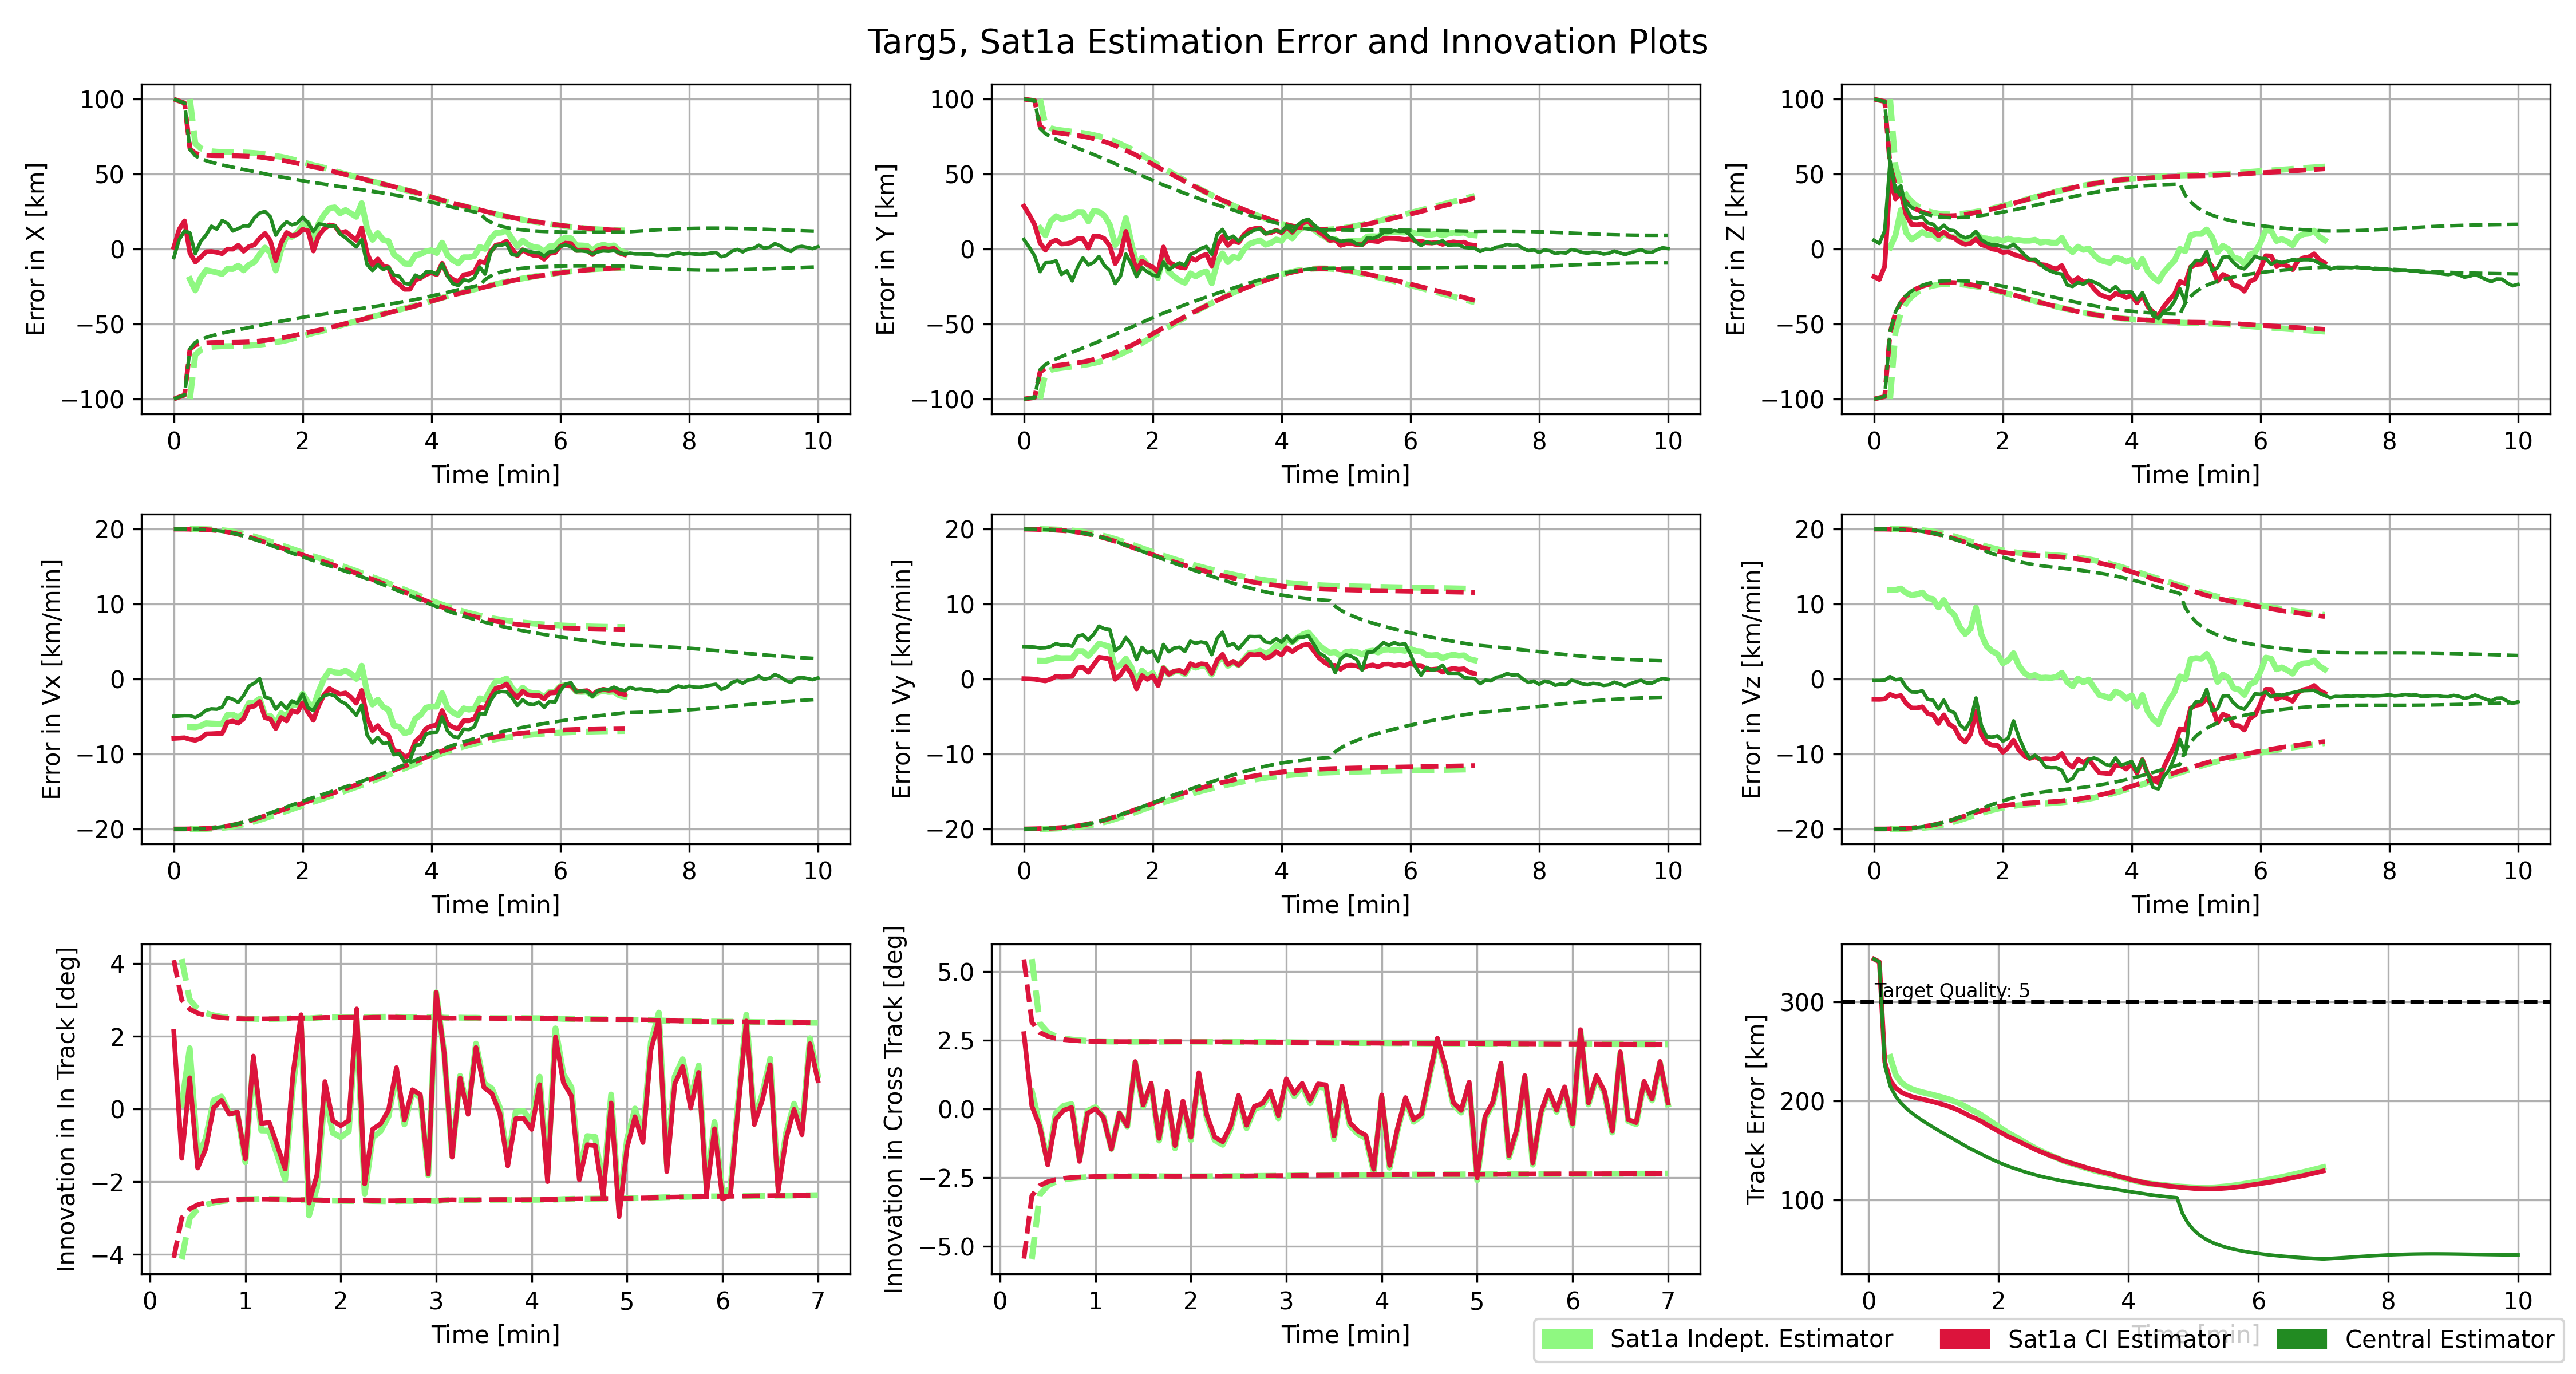 Targ5, Sat1a Estimation Error and Innovation Plots
Error in X [km]
100
50
0
−50
−100
0 2 4 6 8 10
Time [min]
Error in Y [km]
100
50
0
−50
−100
0 2 4 6 8 10
Time [min]
Error in Z [km]
100
50
0
−50
−100
0 2 4 6 8 10
Time [min]
Error in Vx [km/min]
20
10
0
−10
−20
0 2 4 6 8 10
Time [min]
Error in Vy [km/min]
20
10
0
−10
−20
0 2 4 6 8 10
Time [min]
Error in Vz [km/min]
20
10
0
−10
−20
0 2 4 6 8 10
Time [min]
Innovation in In Track [deg]
4
2
0
−2
−4
0 1 2 3 4 5 6 7
Time [min]
Innovation in Cross Track [deg]
5.0
2.5
0.0
−2.5
−5.0
0 1 2 3 4 5 6 7
Time [min]
Track Error [km]
300
200
100
Target Quality: 5
0 2 4 6 8 10
Time [min]
Sat1a Indept. Estimator Sat1a CI Estimator Central Estimator